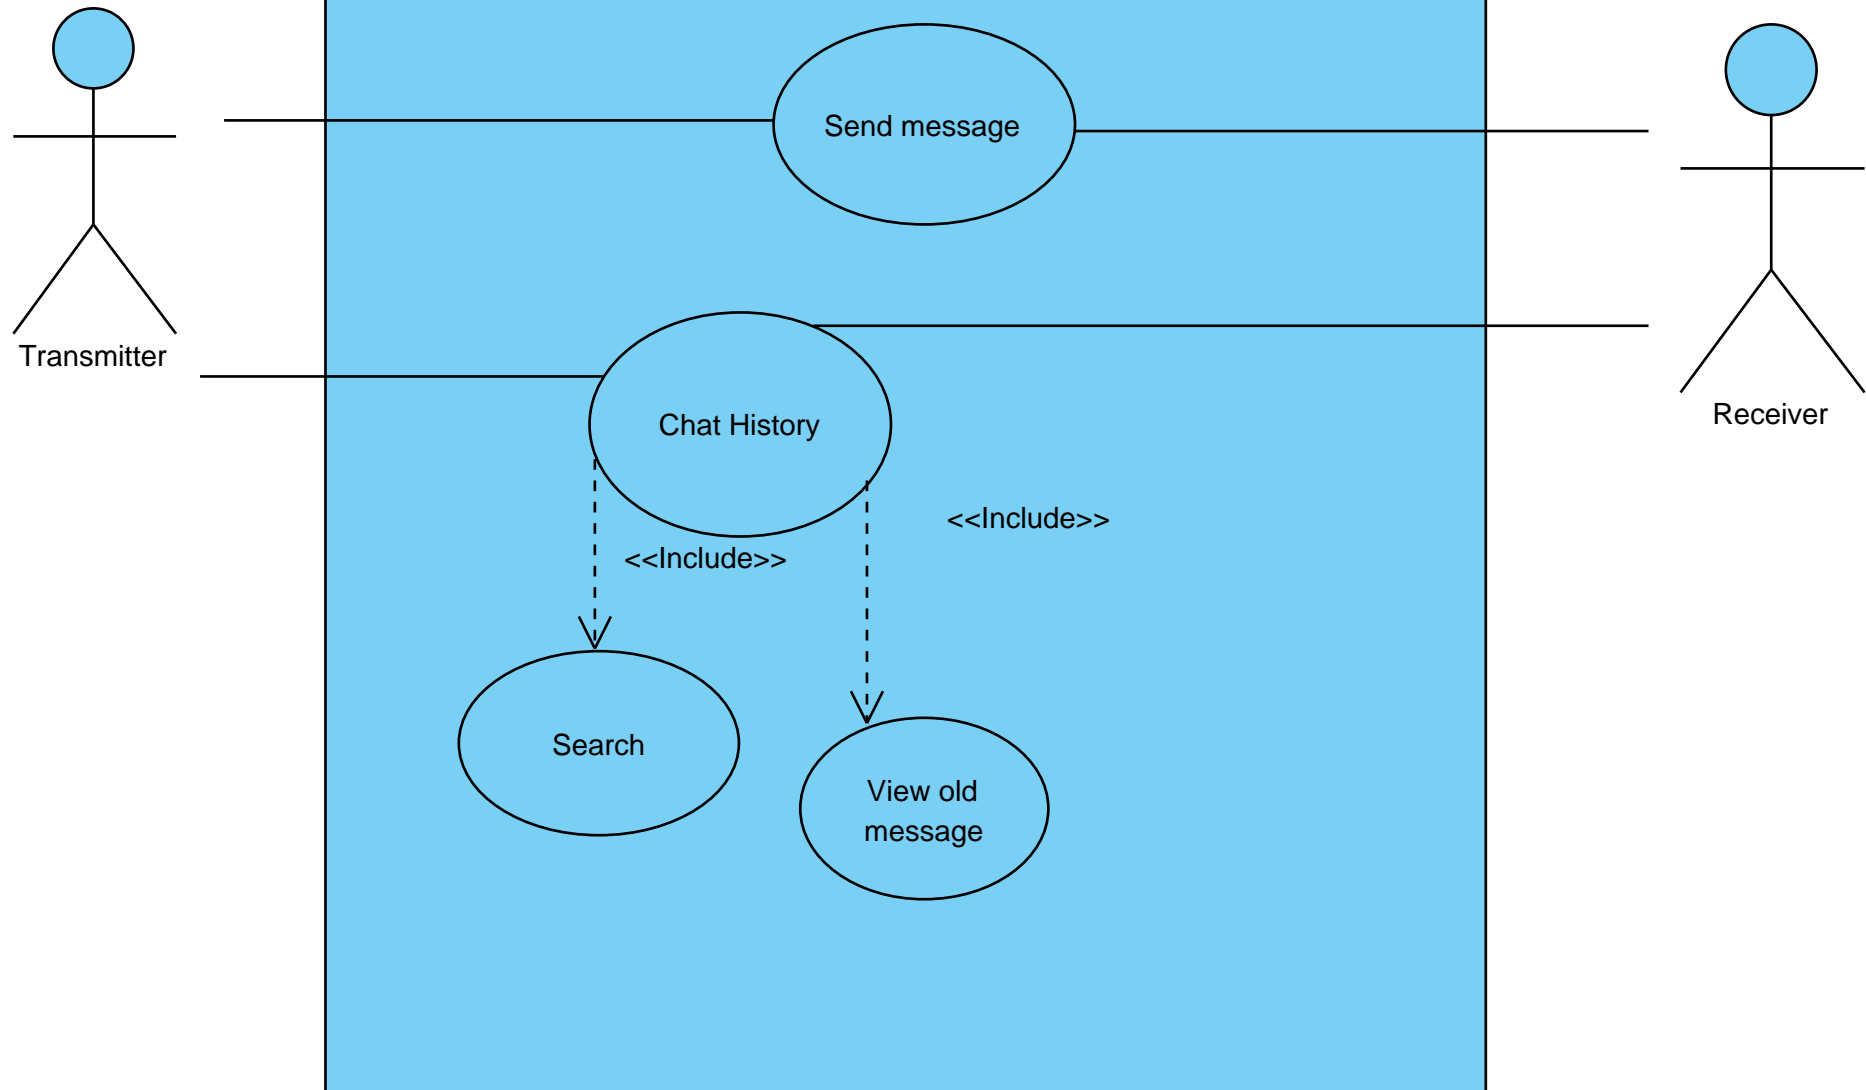 Send message
Transmitter
Receiver
Chat History
<<Include>>
<<Include>>
Search
View old
message